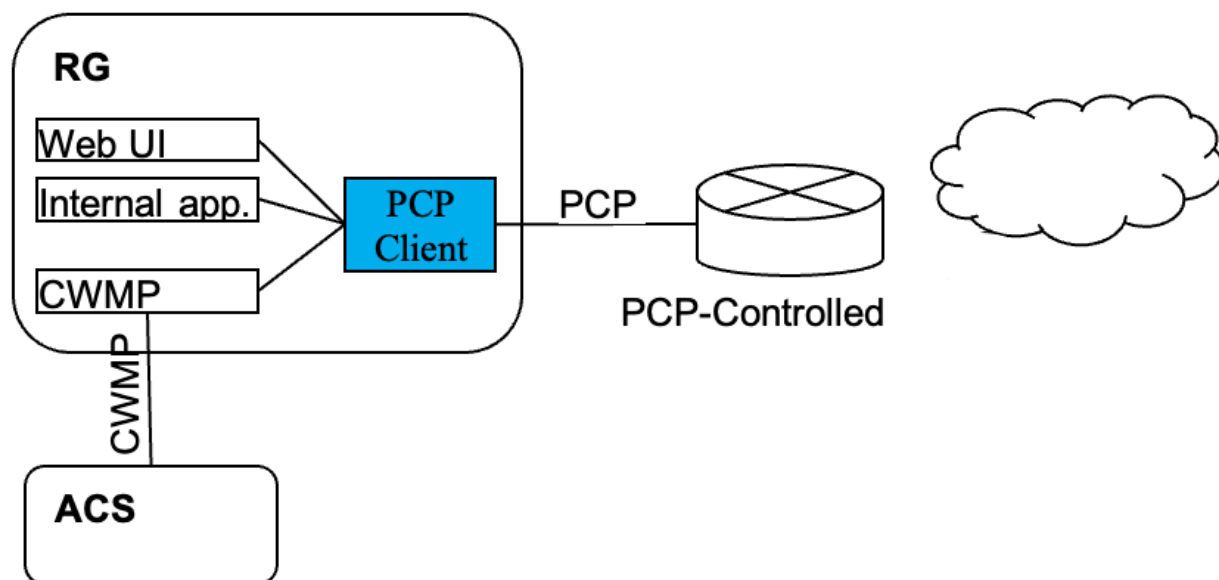 RG
Web UI
Internal app.
CWMP
PCP
Client
PCP
PCP-Controlled
CWMP
ACS